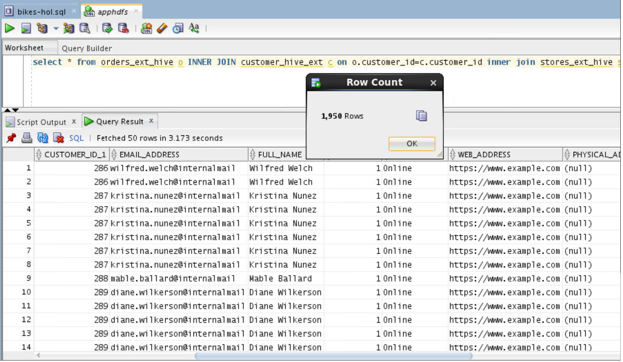 bikes-hol.sql × apphdfs ×
Worksheet Query Builder
select * from orders_ext_hive o INNER JOIN customer_hive_ext c on o.customer_id=c.customer_id inner join stores_ext_hive s
Row Count
1,950 Rows
OK
Script Output × Query Result ×
SQL | Fetched 50 rows in 3.173 seconds
CUSTOMER_ID_1 EMAIL_ADDRESS FULL_NAME WEB_ADDRESS PHYSICAL_AD
1 286 wilfred.welch@internalmail Wilfred Welch 1 Online https://www.example.com (null)
2 286 wilfred.welch@internalmail Wilfred Welch 1 Online https://www.example.com (null)
3 287 kristina.nunez@internalmail Kristina Nunez 1 Online https://www.example.com (null)
4 287 kristina.nunez@internalmail Kristina Nunez 1 Online https://www.example.com (null)
5 287 kristina.nunez@internalmail Kristina Nunez 1 Online https://www.example.com (null)
6 287 kristina.nunez@internalmail Kristina Nunez 1 Online https://www.example.com (null)
7 287 kristina.nunez@internalmail Kristina Nunez 1 Online https://www.example.com (null)
8 287 kristina.nunez@internalmail Kristina Nunez 1 Online https://www.example.com (null)
9 288 mable.ballard@internalmail Mable Ballard 1 Online https://www.example.com (null)
10 289 diane.wilkerson@internalmail Diane Wilkerson 1 Online https://www.example.com (null)
11 289 diane.wilkerson@internalmail Diane Wilkerson 1 Online https://www.example.com (null)
12 289 diane.wilkerson@internalmail Diane Wilkerson 1 Online https://www.example.com (null)
13 289 diane.wilkerson@internalmail Diane Wilkerson 1 Online https://www.example.com (null)
14 289 diane.wilkerson@internalmail Diane Wilkerson 1 Online https://www.example.com (null)